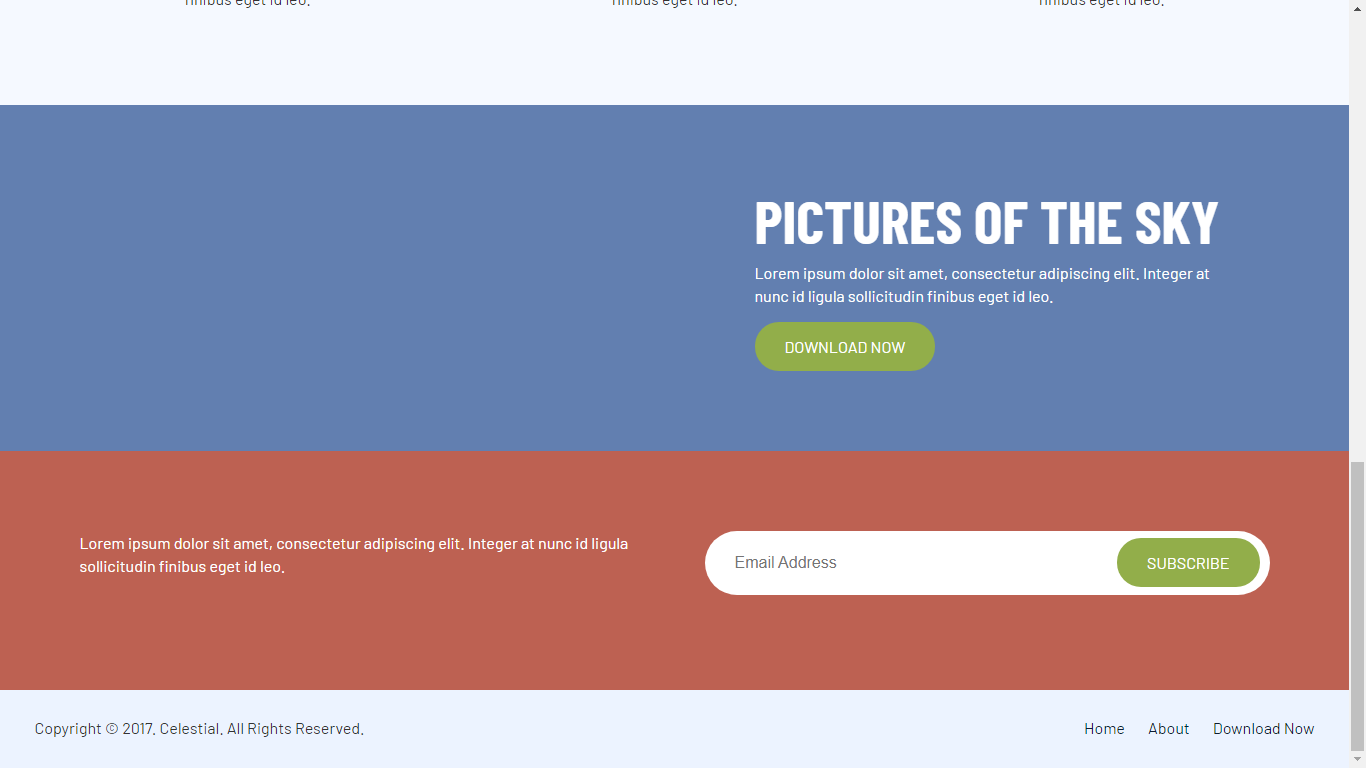 finibus eget id leo. finibus eget id leo. finibus eget id leo.
PICTURES OF THE SKY
Lorem ipsum dolor sit amet, consectetur adipiscing elit. Integer at
nunc id ligula sollicitudin finibus eget id leo.
DOWNLOAD NOW
Lorem ipsum dolor sit amet, consectetur adipiscing elit. Integer at nunc id ligula
sollicitudin finibus eget id leo.
Email Address
SUBSCRIBE
Copyright © 2017. Celestial. All Rights Reserved.
Home About Download Now